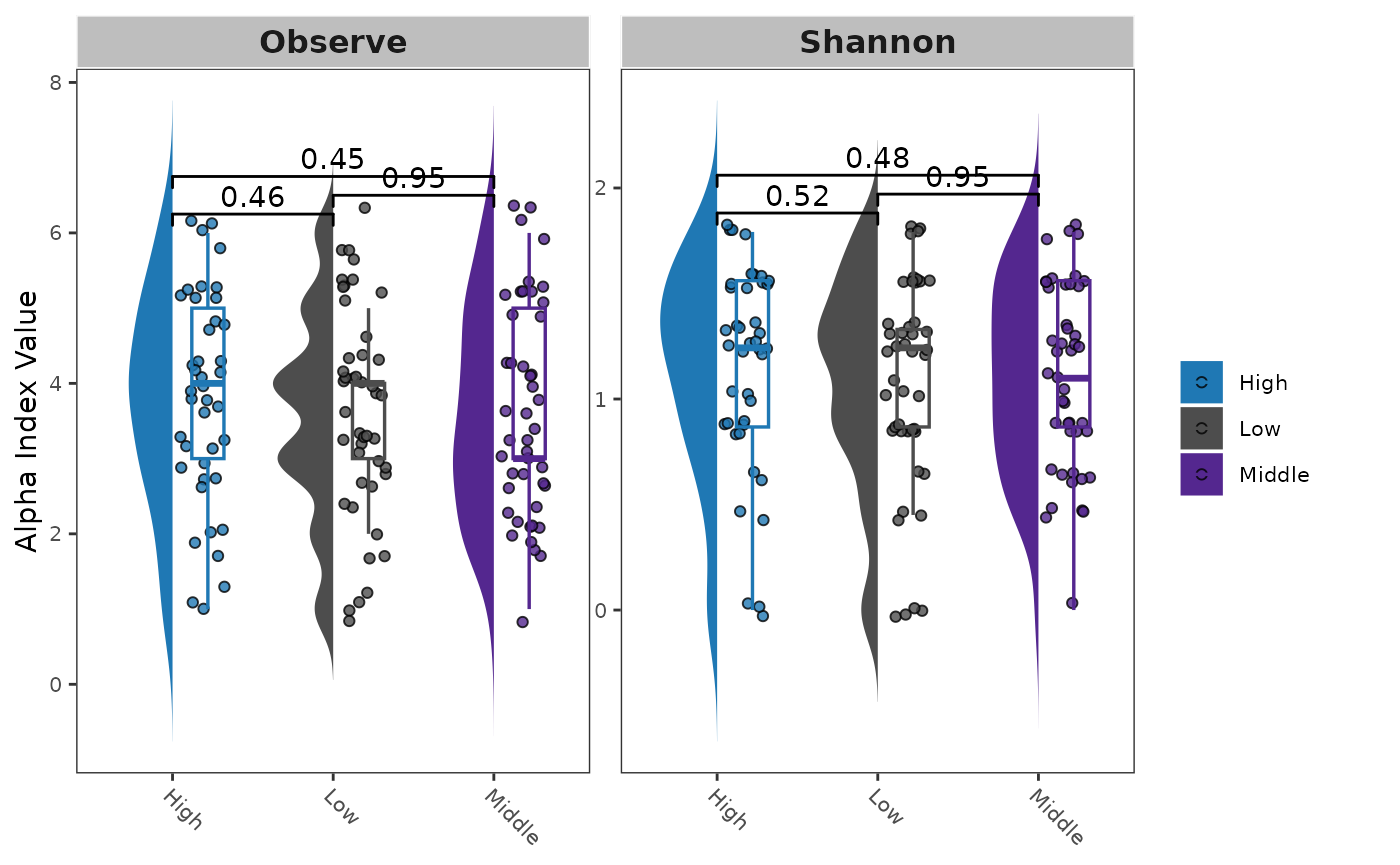 Observe
Shannon
Alpha Index Value
8
6
4
2
0
2
1
0
0.45
0.95
0.46
0.48
0.95
0.52
High
Low
Middle
High
Low
Middle
High
Low
Middle